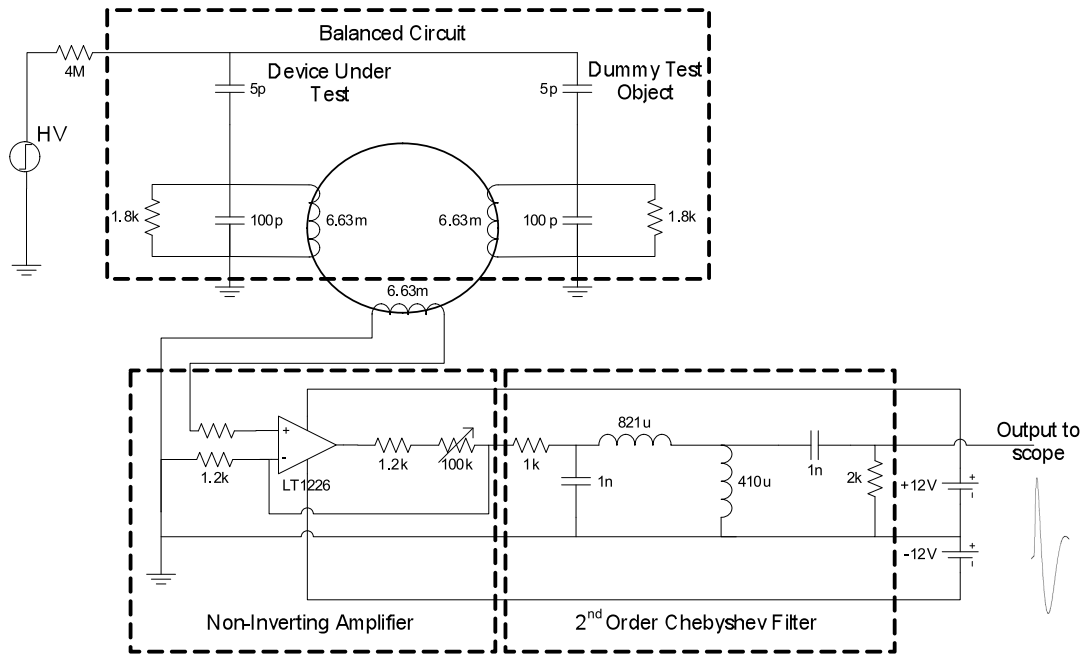 Balanced Circuit
4M
5p
Device Under
Test
5p
Dummy Test
Object
HV
1.8k
100p
6.63m
6.63m
100p
1.8k
6.63m
+
-
1.2k
LT1226
1.2k
100k
1k
821u
1n
410u
1n
2k
+12V
+
-
-12V
+
-
Output to
scope
Non-Inverting Amplifier
2nd Order Chebyshev Filter